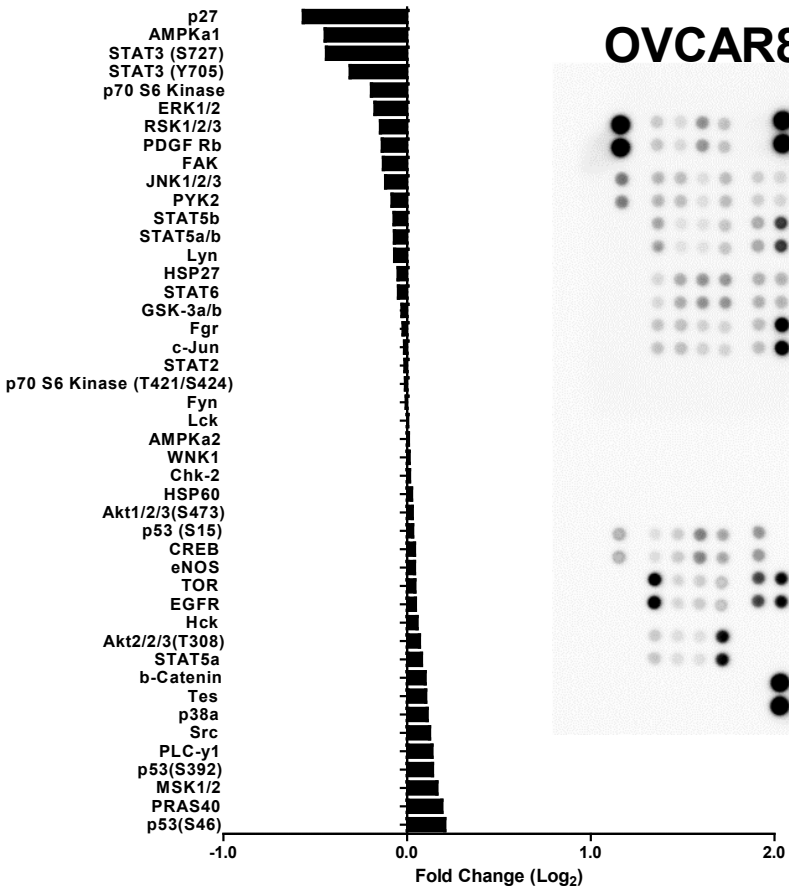 p27
AMPKa1
STAT3 (S727)
STAT3 (Y705)
p70 S6 Kinase
ERK1/2
RSK1/2/3
PDGF Rb
FAK
JNK1/2/3
PYK2
STAT5b
STAT5a/b
Lyn
HSP27
STAT6
GSK-3a/b
Fgr
c-Jun
STAT2
p70 S6 Kinase (T421/S424)
Fyn
Lck
AMPKa2
WNK1
Chk-2
HSP60
Akt1/2/3(S473)
p53 (S15)
CREB
eNOS
TOR
EGFR
Hck
Akt2/2/3(T308)
STAT5a
b-Catenin
Tes
p38a
Src
PLC-y1
p53(S392)
MSK1/2
PRAS40
p53(S46)
-1.0 0.0 1.0 2.0
Fold Change (Log2)
OVCAR8